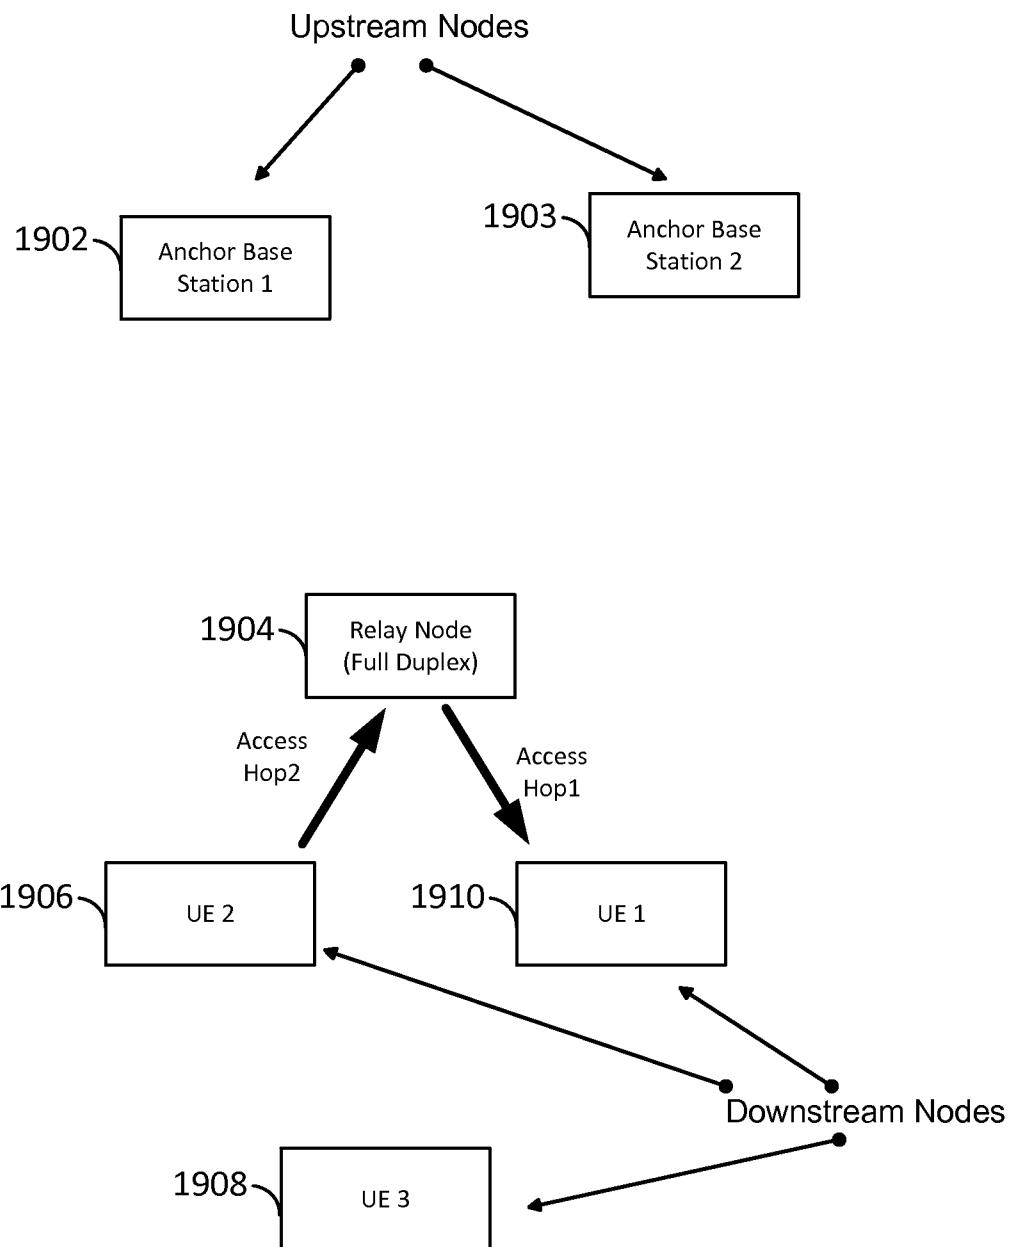 Upstream Nodes
1902
Anchor Base
Station 1
1903
Anchor Base
Station 2
1904
Relay Node
(Full Duplex)
Access
Hop2
Access
Hop1
1906
UE 2
1910
UE 1
Downstream Nodes
1908
UE 3